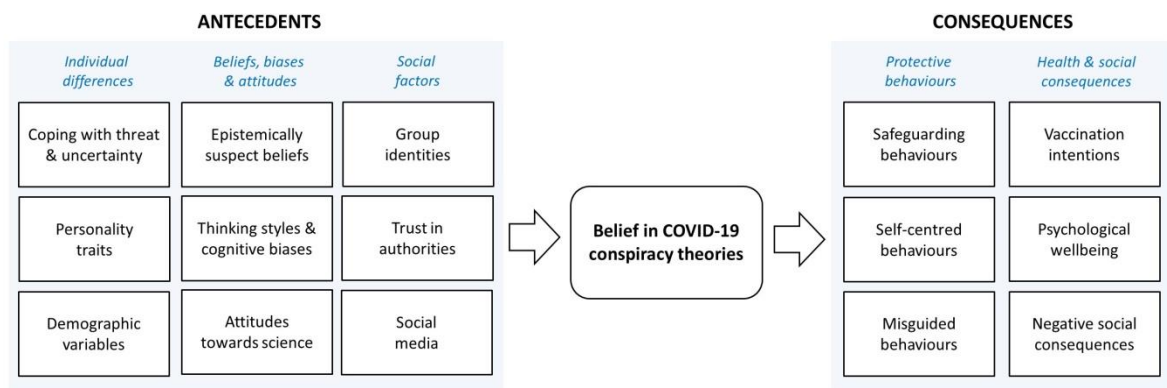 ANTECEDENTS
Individual
differences
Beliefs, biases
& attitudes
Social
factors
Coping with threat
& uncertainty
Epistemically
suspect beliefs
Group
identities
Personality
traits
Thinking styles &
cognitive biases
Trust in
authorities
Demographic
variables
Attitudes
towards science
Social
media
Belief in COVID-19
conspiracy theories
CONSEQUENCES
Protective
behaviours
Health & social
consequences
Safeguarding
behaviours
Vaccination
intentions
Self-centred
behaviours
Psychological
wellbeing
Misguided
behaviours
Negative social
consequences